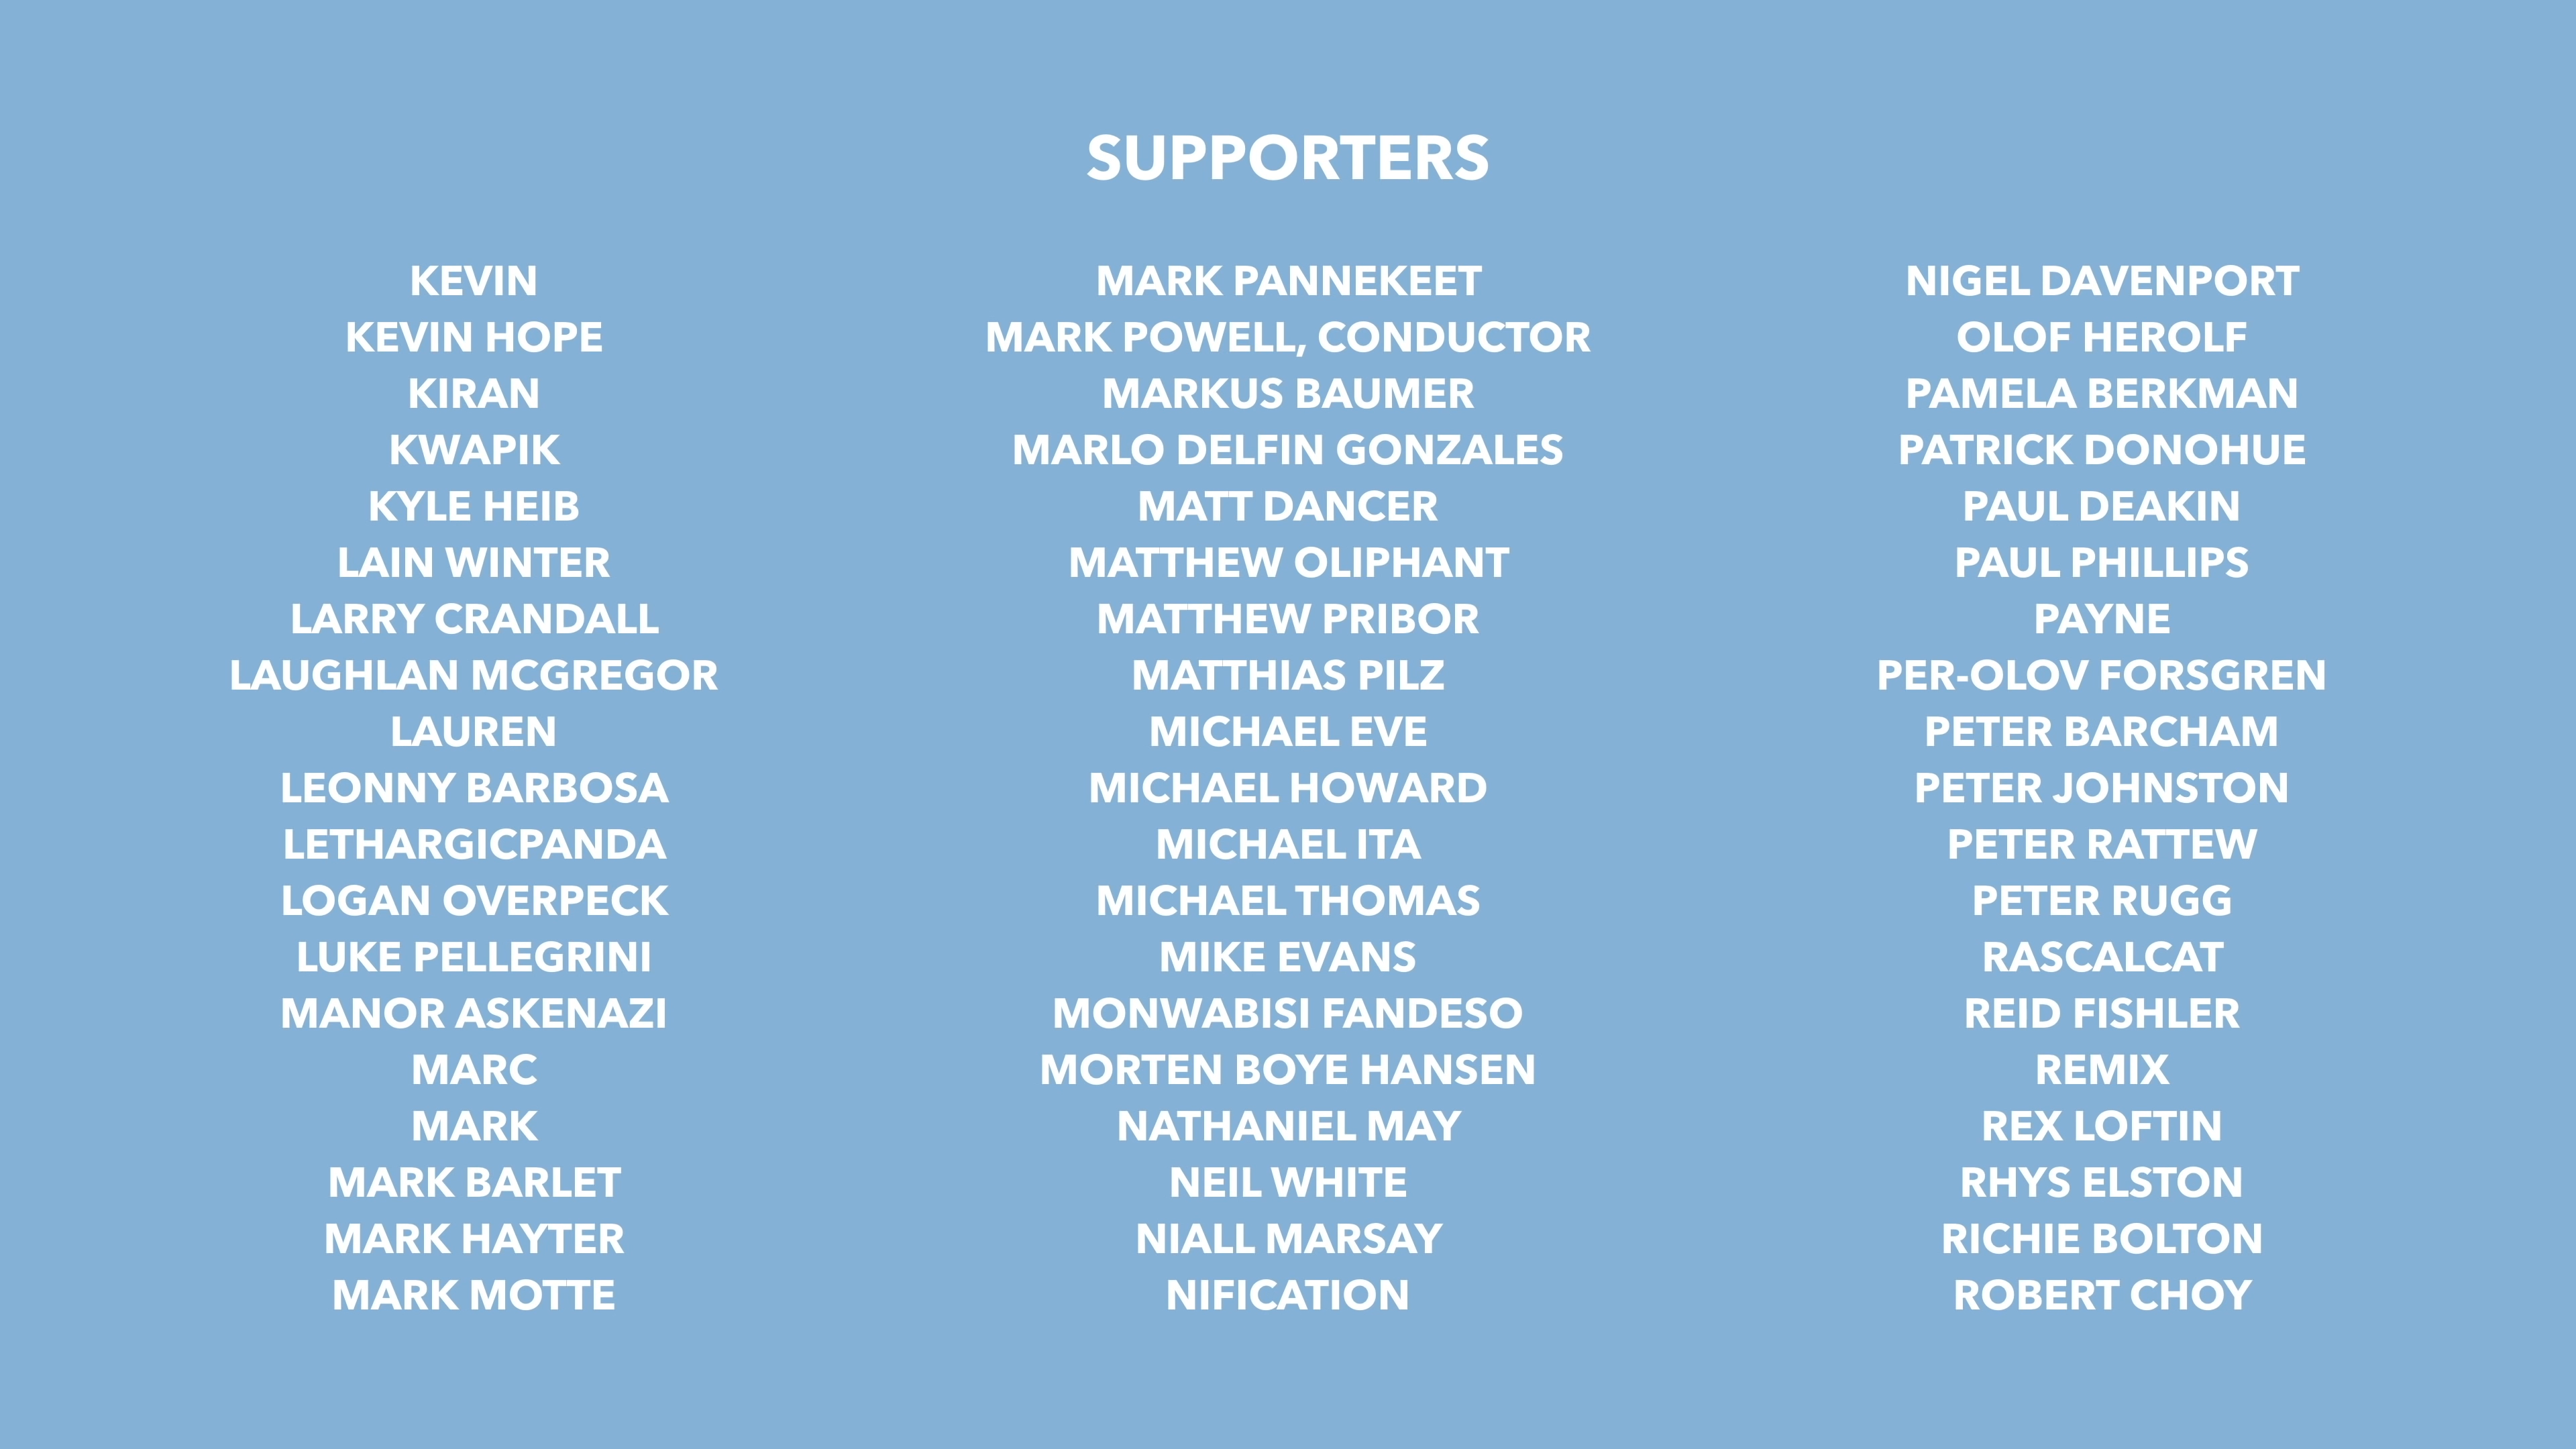 SUPPORTERS
KEVIN
KEVIN HOPE
KIRAN
KWAPIK
KYLE HEIB
LAIN WINTER
LARRY CRANDALL
LAUGHLAN MCGREGOR
LAUREN
LEONNY BARBOSA
LETHARGICPANDA
LOGAN OVERPECK
LUKE PELLEGRINI
MANOR ASKENAZI
MARC
MARK
MARK BARLET
MARK HAYTER
MARK MOTTE
MARK PANNEKEET
MARK POWELL, CONDUCTOR
MARKUS BAUMER
MARLO DELFIN GONZALES
MATT DANCER
MATTHEW OLIPHANT
MATTHEW PRIBOR
MATTHIAS PILZ
MICHAEL EVE
MICHAEL HOWARD
MICHAEL ITA
MICHAEL THOMAS
MIKE EVANS
MONWABISI FANDESO
MORTEN BOYE HANSEN
NATHANIEL MAY
NEIL WHITE
NIALL MARSAY
NIFICATION
NIGEL DAVENPORT
OLOF HEROLF
PAMELA BERKMAN
PATRICK DONOHUE
PAUL DEAKIN
PAUL PHILLIPS
PAYNE
PER-OLOV FORSGREN
PETER BARCHAM
PETER JOHNSTON
PETER RATTEW
PETER RUGG
RASCALCAT
REID FISHLER
REMIX
REX LOFTIN
RHYS ELSTON
RICHIE BOLTON
ROBERT CHOY